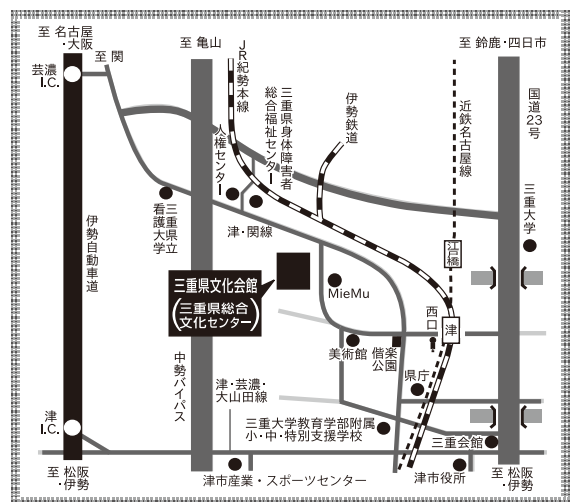 至 名古屋
・大阪
至 関
芸濃
I.C.
至 亀山
JR紀勢本線
三重県身体障害者
総合福祉センター
人権センター
伊勢鉄道
至 鈴鹿・四日市
近鉄名古屋線
国道23号
三重大学
三重県立
看護大学
津・関線
江戸橋
伊勢自動車道
三重県文化会館
(三重県総合
文化センター)
MieMu
西口
津
美術館
偕楽
公園
県庁
中勢バイパス
津・芸濃・
大山田線
三重大学教育学部附属
小・中・特別支援学校
三重会館
津
I.C.
至 松阪
・伊勢
津市産業・スポーツセンター
津市役所
至 松阪
・伊勢